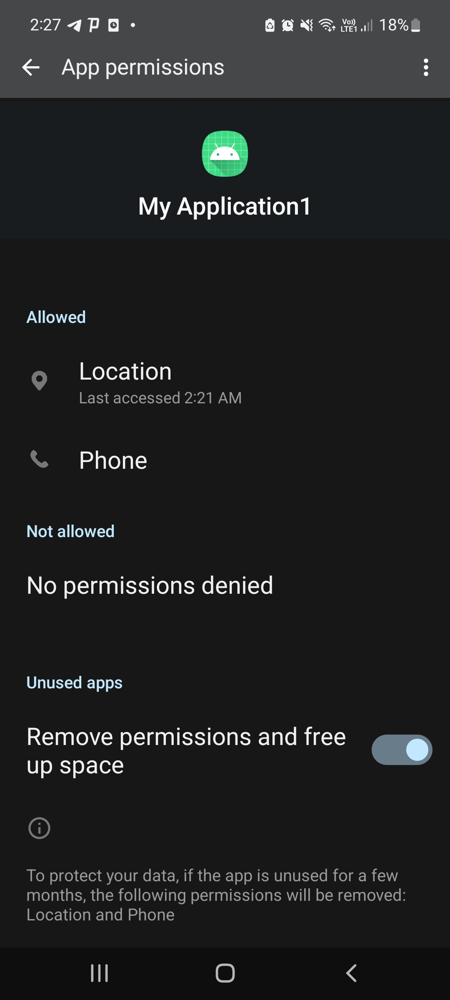 2:27
Vo))
LTE1
18%
App permissions
My Application1
Allowed
Location
Last accessed 2:21 AM
Phone
Not allowed
No permissions denied
Unused apps
Remove permissions and free
up space
To protect your data, if the app is unused for a few
months, the following permissions will be removed:
Location and Phone